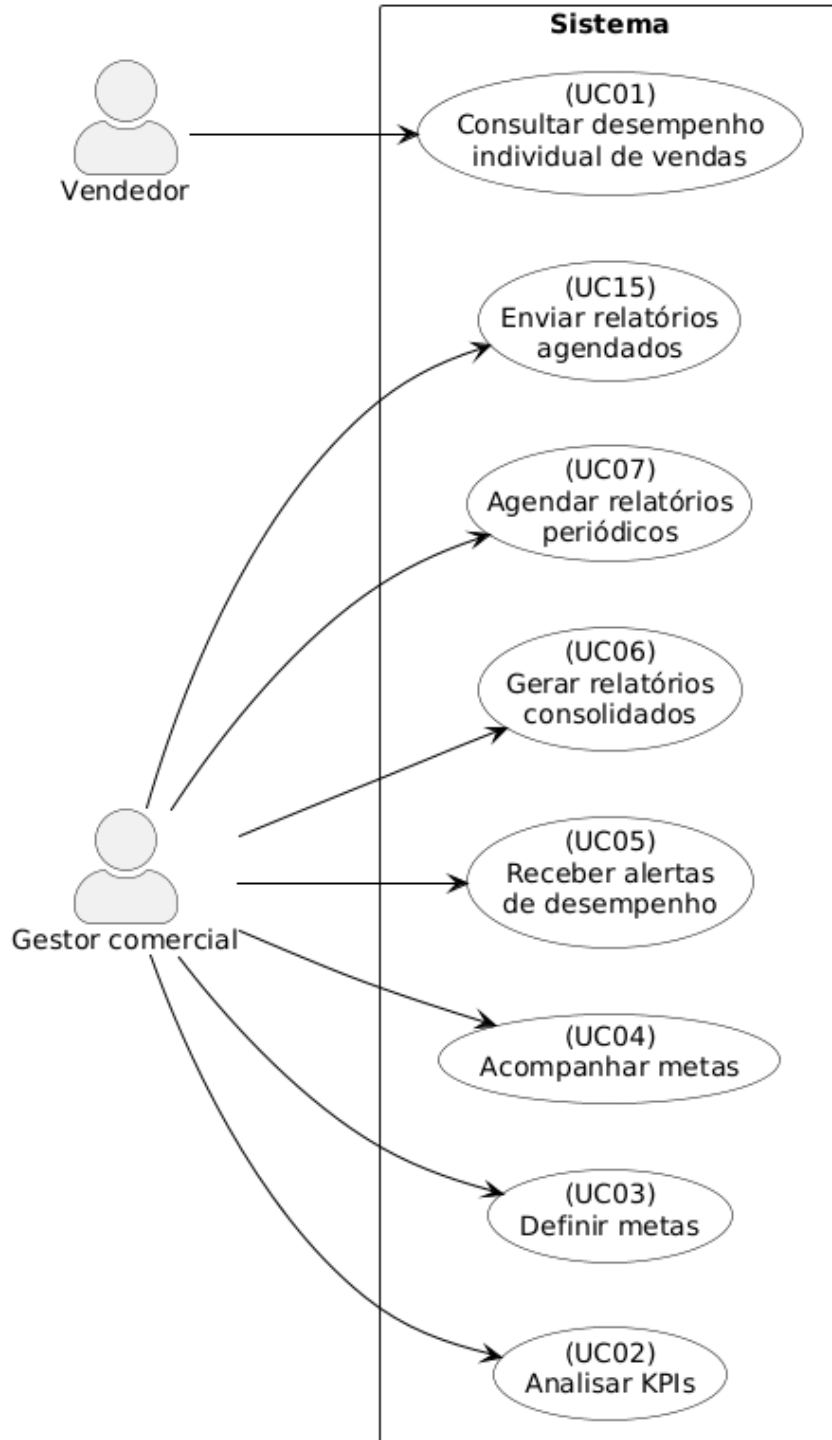 Sistema
(UC01)
Consultar desempenho
individual de vendas
Vendedor
(UC15)
Enviar relatórios
agendados
(UC07)
Agendar relatórios
periódicos
(UC06)
Gerar relatórios
consolidados
(UC05)
Receber alertas
de desempenho
Gestor comercial
(UC04)
Acompanhar metas
(UC03)
Definir metas
(UC02)
Analisar KPIs